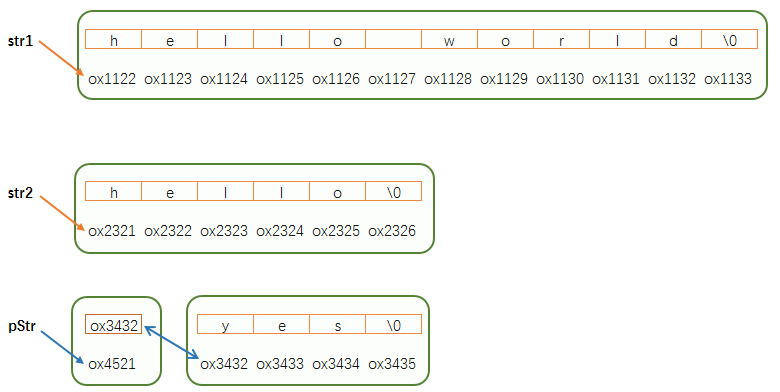 h e l l o w o r l d \0
str1
ox1122 ox1123 ox1124 ox1125 ox1126 ox1127 ox1128 ox1129 ox1130 ox1131 ox1132 ox1133
h e l l o \0
str2
ox2321 ox2322 ox2323 ox2324 ox2325 ox2326
pStr ox3432 y e s \0
ox4521 ox3432 ox3433 ox3434 ox3435